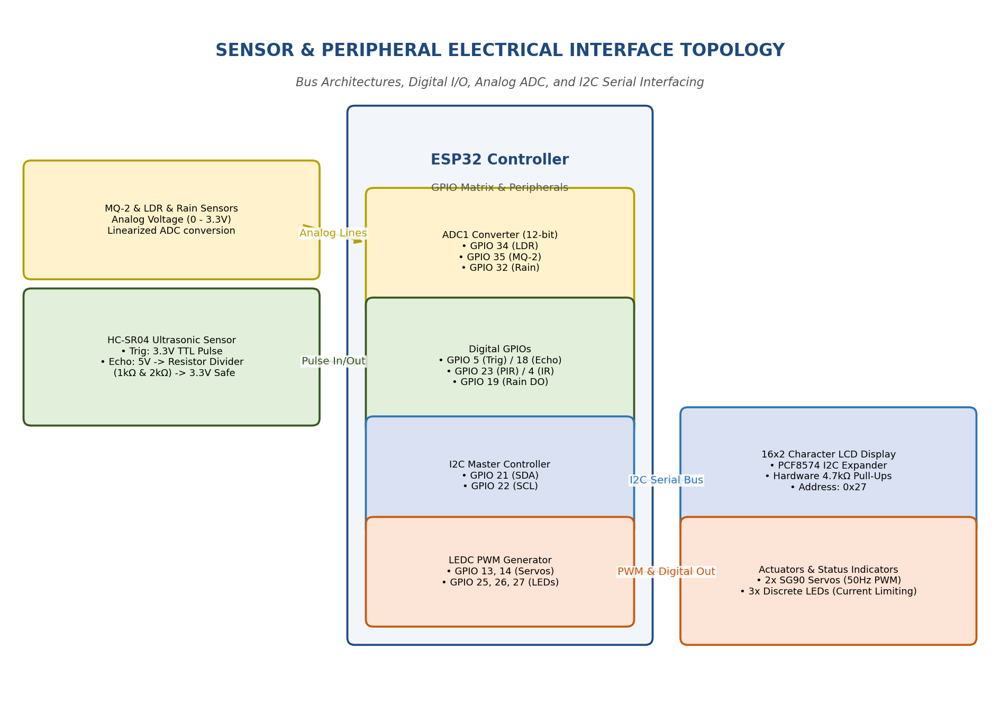 SENSOR & PERIPHERAL ELECTRICAL INTERFACE TOPOLOGY
Bus Architectures, Digital I/O, Analog ADC, and I2C Serial Interfacing
ESP32 Controller
GPIO Matrix & Peripherals
MQ-2 & LDR & Rain Sensors
Analog Voltage (0 - 3.3V)
Linearized ADC conversion
Analog Lines
ADC1 Converter (12-bit)
• GPIO 34 (LDR)
• GPIO 35 (MQ-2)
• GPIO 32 (Rain)
HC-SR04 Ultrasonic Sensor
• Trig: 3.3V TTL Pulse
• Echo: 5V -> Resistor Divider
(1kΩ & 2kΩ) -> 3.3V Safe
Pulse In/Out
Digital GPIOs
• GPIO 5 (Trig) / 18 (Echo)
• GPIO 23 (PIR) / 4 (IR)
• GPIO 19 (Rain DO)
I2C Master Controller
• GPIO 21 (SDA)
• GPIO 22 (SCL)
I2C Serial Bus
16x2 Character LCD Display
• PCF8574 I2C Expander
• Hardware 4.7kΩ Pull-Ups
• Address: 0x27
LEDC PWM Generator
• GPIO 13, 14 (Servos)
• GPIO 25, 26, 27 (LEDs)
PWM & Digital Out
Actuators & Status Indicators
• 2x SG90 Servos (50Hz PWM)
• 3x Discrete LEDs (Current Limiting)